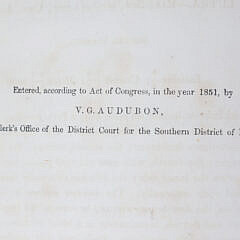 Entered, according to Act of Congress, in the year 1851, by
V. G. AUDUBON,
lerk's Office of the District Court for the Southern District of